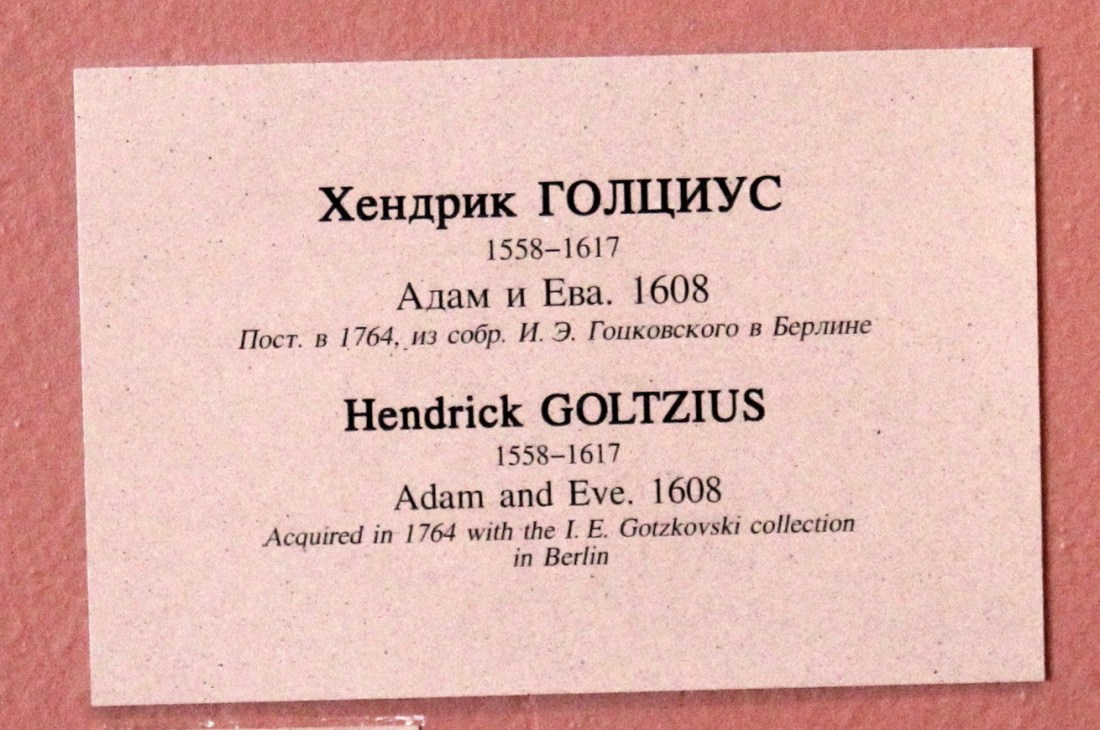 Хендрик ГОЛЦИУС
1558–1617
Адам и Ева. 1608
Пост. в 1764, из собр. И. Э. Гоцковского в Берлине
Hendrick GOLTZIUS
1558–1617
Adam and Eve. 1608
Acquired in 1764 with the I. E. Gotzkovski collection
in Berlin